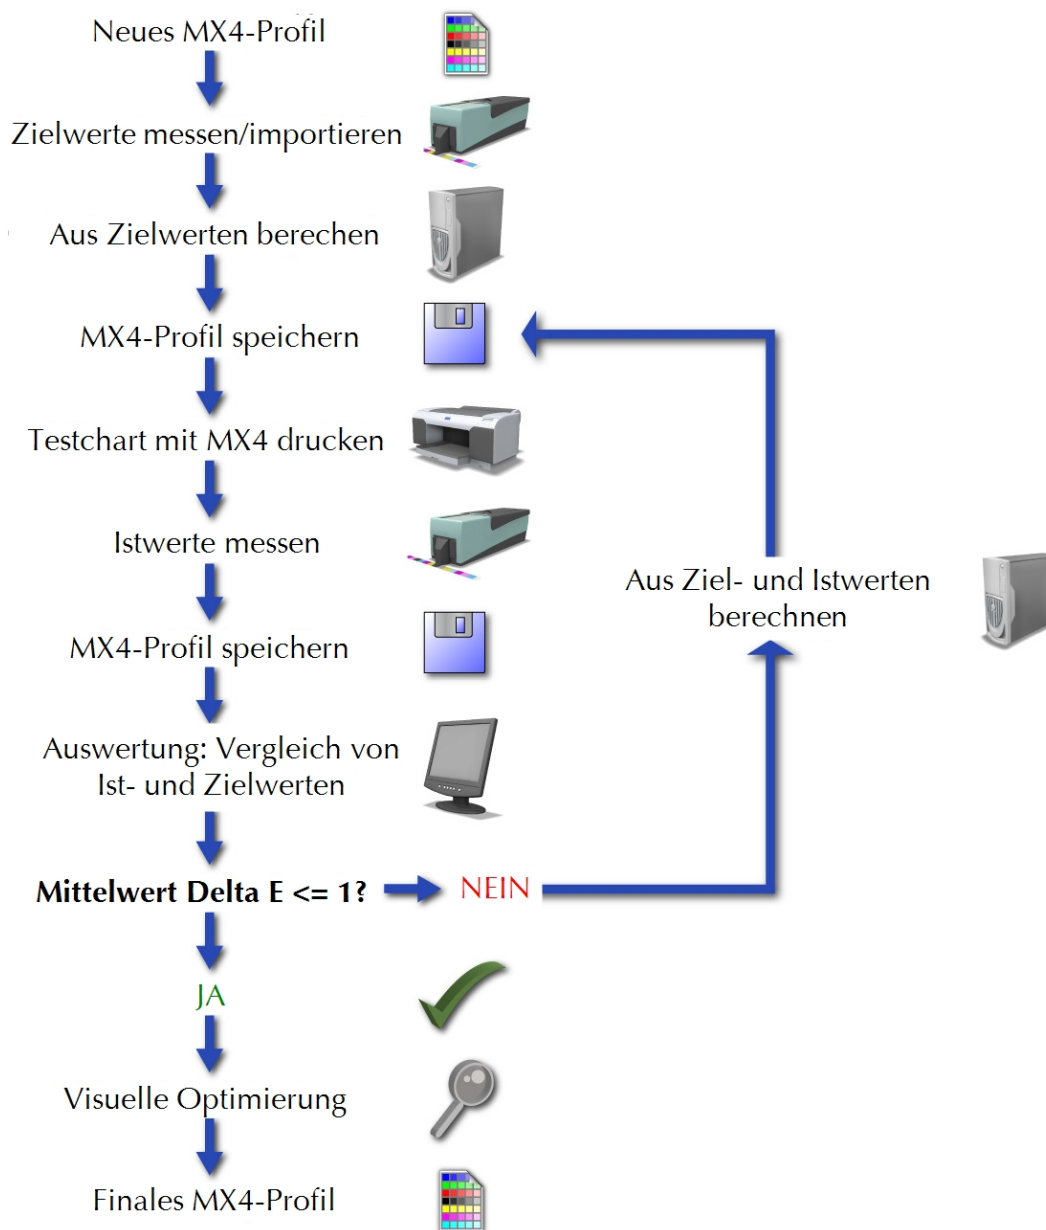 Neues MX4-Profil
Zielwerte messen/importieren
Aus Zielwerten berechen
MX4-Profil speichern
Testchart mit MX4 drucken
Istwerte messen
Aus Ziel- und Istwerten
berechnen
MX4-Profil speichern
Auswertung: Vergleich von
Ist- und Zielwerten
Mittelwert Delta E <= 1?
NEIN
JA
Visuelle Optimierung
Finales MX4-Profil